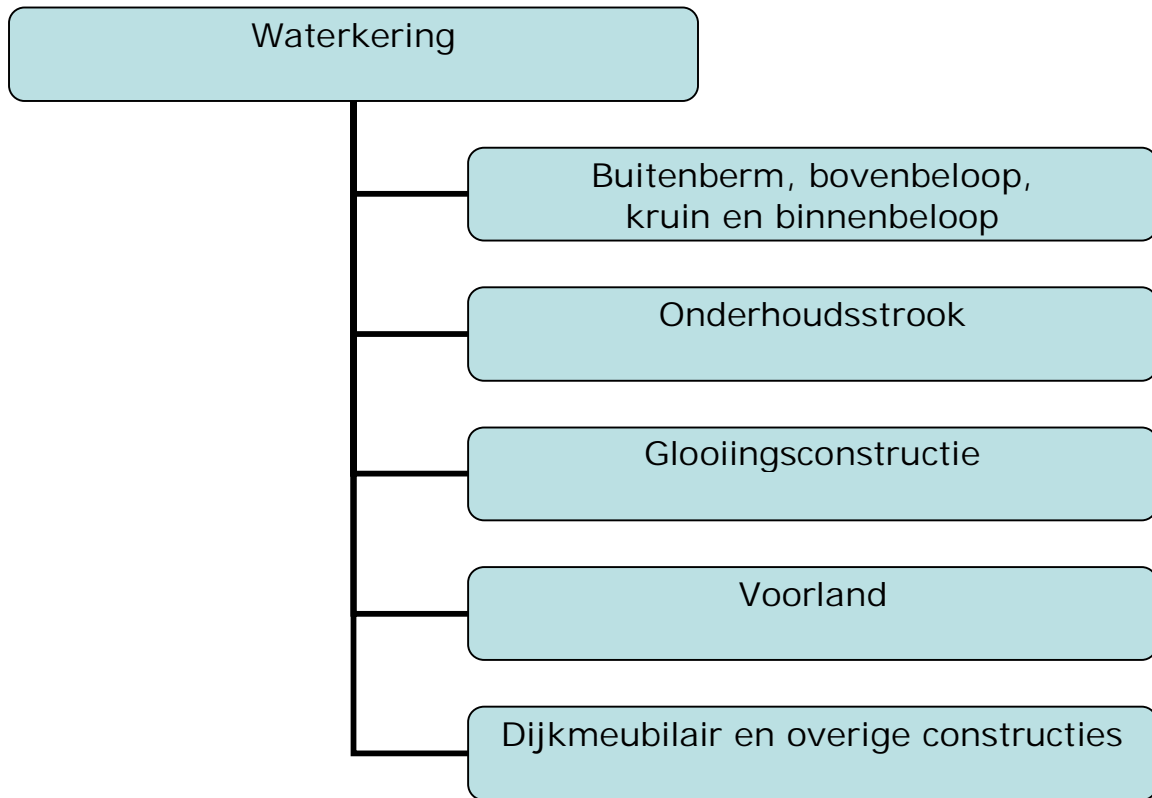 Waterkering
Buitenberm, bovenbeloop,
kruin en binnenbeloop
Onderhoudsstrook
Glooiingsconstructie
Voorland
Dijkmeubilair en overige constructies